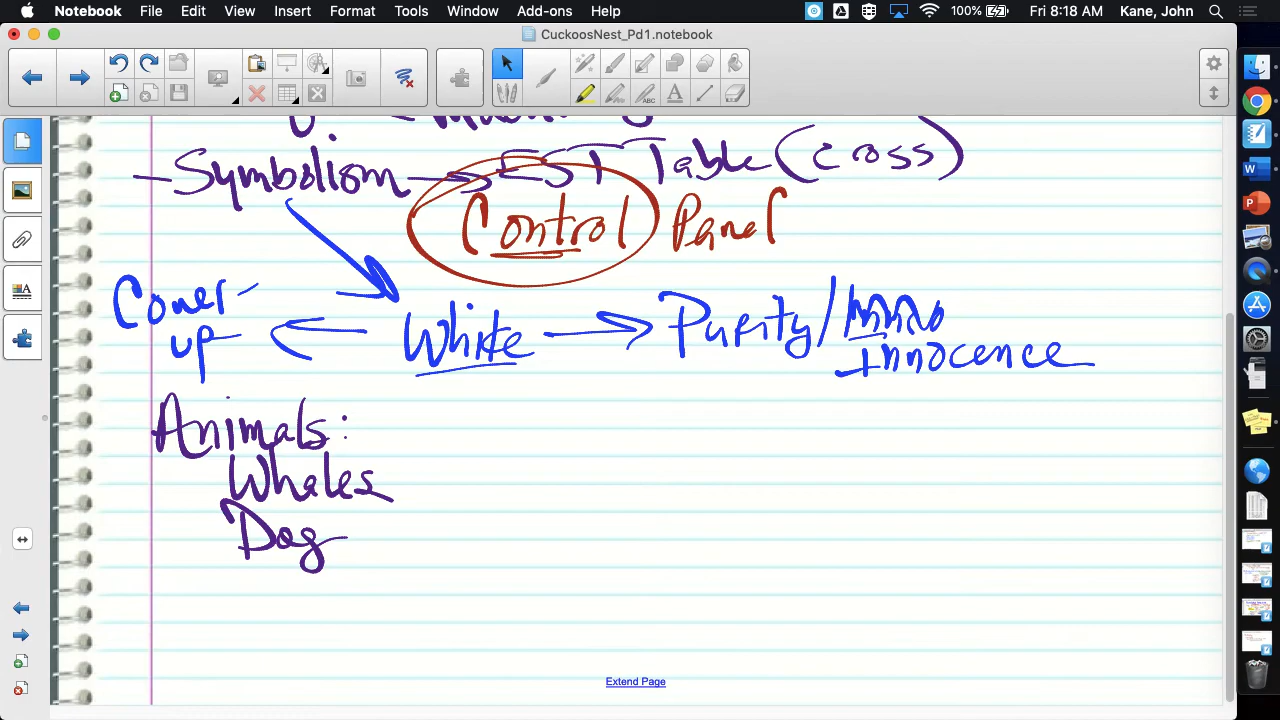 Notebook File Edit View Insert Format Tools Window Add-ons Help 100% Fri 8:18 AM Kane, John
CuckoosNest_Pd1.notebook
- Symbolism → EST Table (cross)
Control Panel
Cover-
up ← White → Purity/
Innocence
Animals:
Whales
Dog
Extend Page